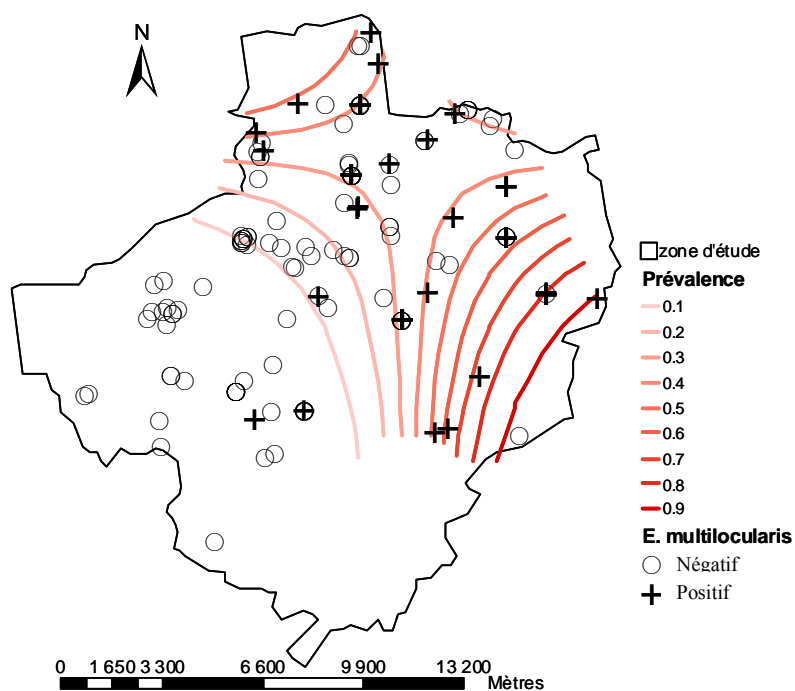 N
zone d'étude
Prévalence
0.1
0.2
0.3
0.4
0.5
0.6
0.7
0.8
0.9
E. multilocularis
Négatif
Positif
0 1 650 3 300 6 600 9 900 13 200
Mètres